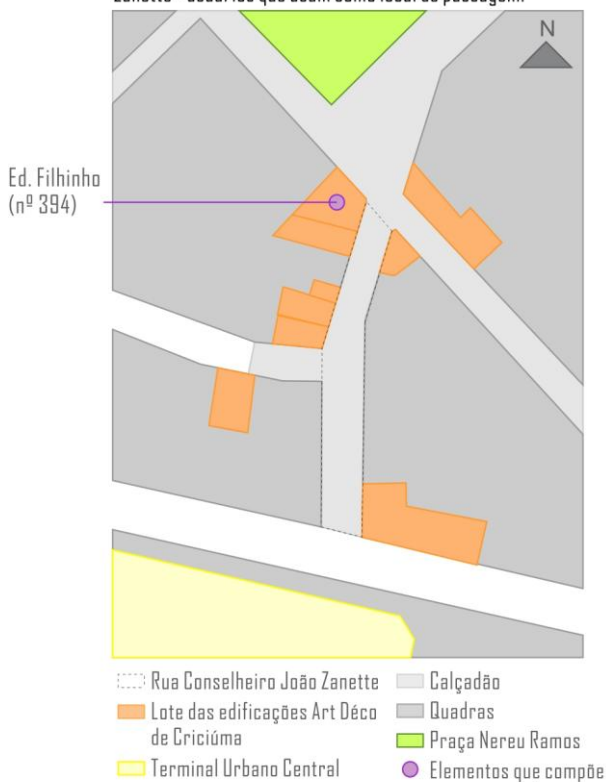 N
Ed. Filhinho
(nº 394)
Rua Conselheiro João Zanette
Lote das edificações Art Déco
de Criciúma
Terminal Urbano Central
Calçadão
Quadras
Praça Nereu Ramos
Elementos que compõe